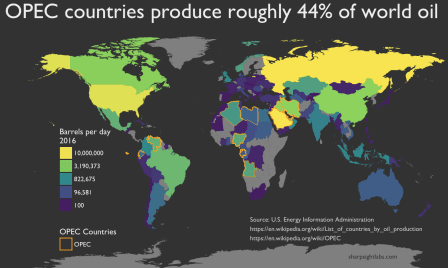 OPEC countries produce roughly 44% of world oil
Barrels per day
2016
10,000,000
3,190,373
822,675
96,581
100
OPEC Countries
OPEC
Source: U.S. Energy Information Administration
https://en.wikipedia.org/wiki/List_of_countries_by_oil_production
https://en.wikipedia.org/wiki/OPEC
sharpsightlabs.com